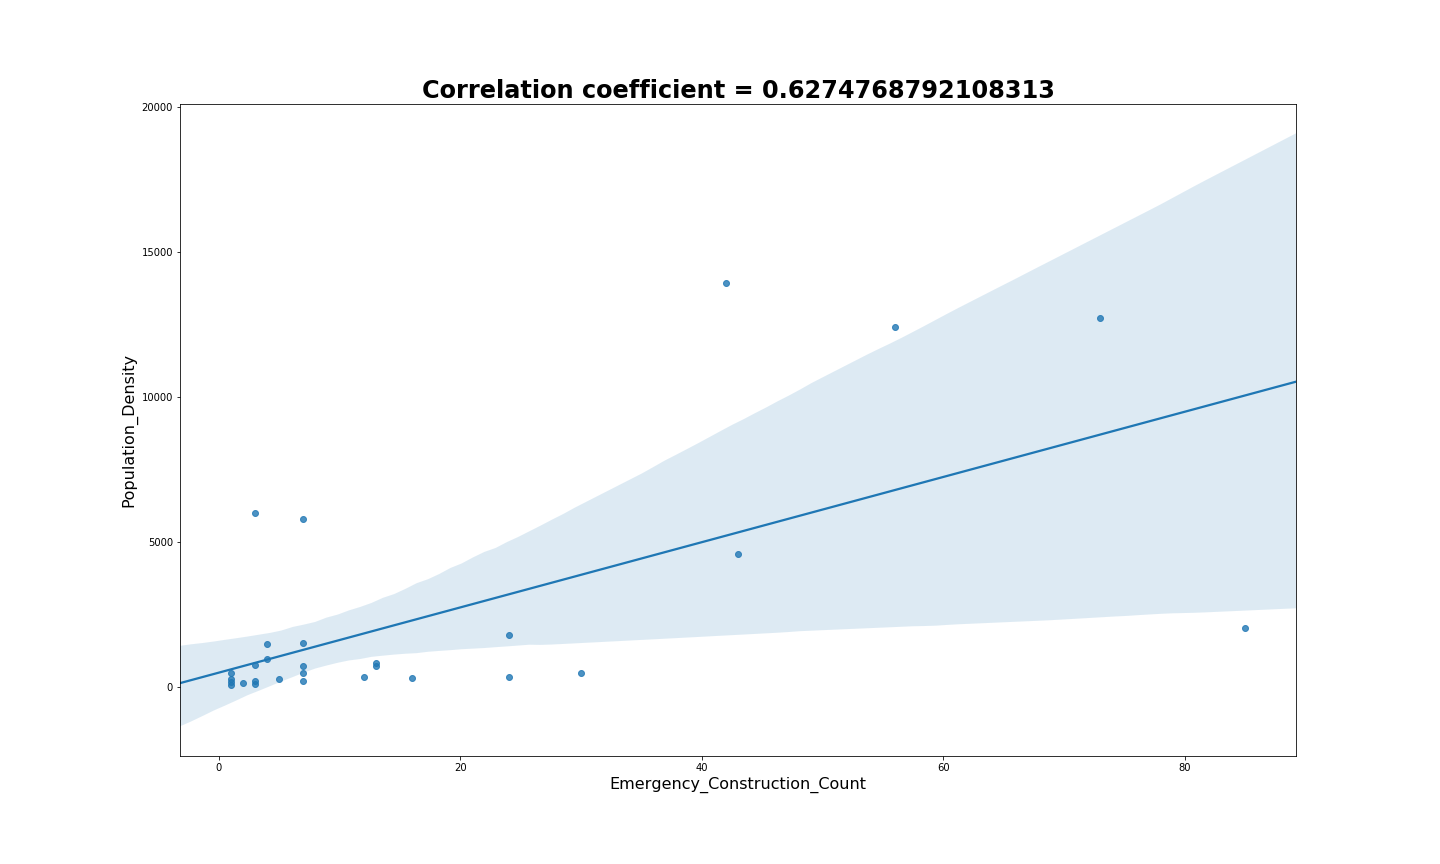 Correlation coefficient = 0.6274768792108313
20000
15000
10000
5000
0
Population_Density
0 20 40 60 80
Emergency_Construction_Count